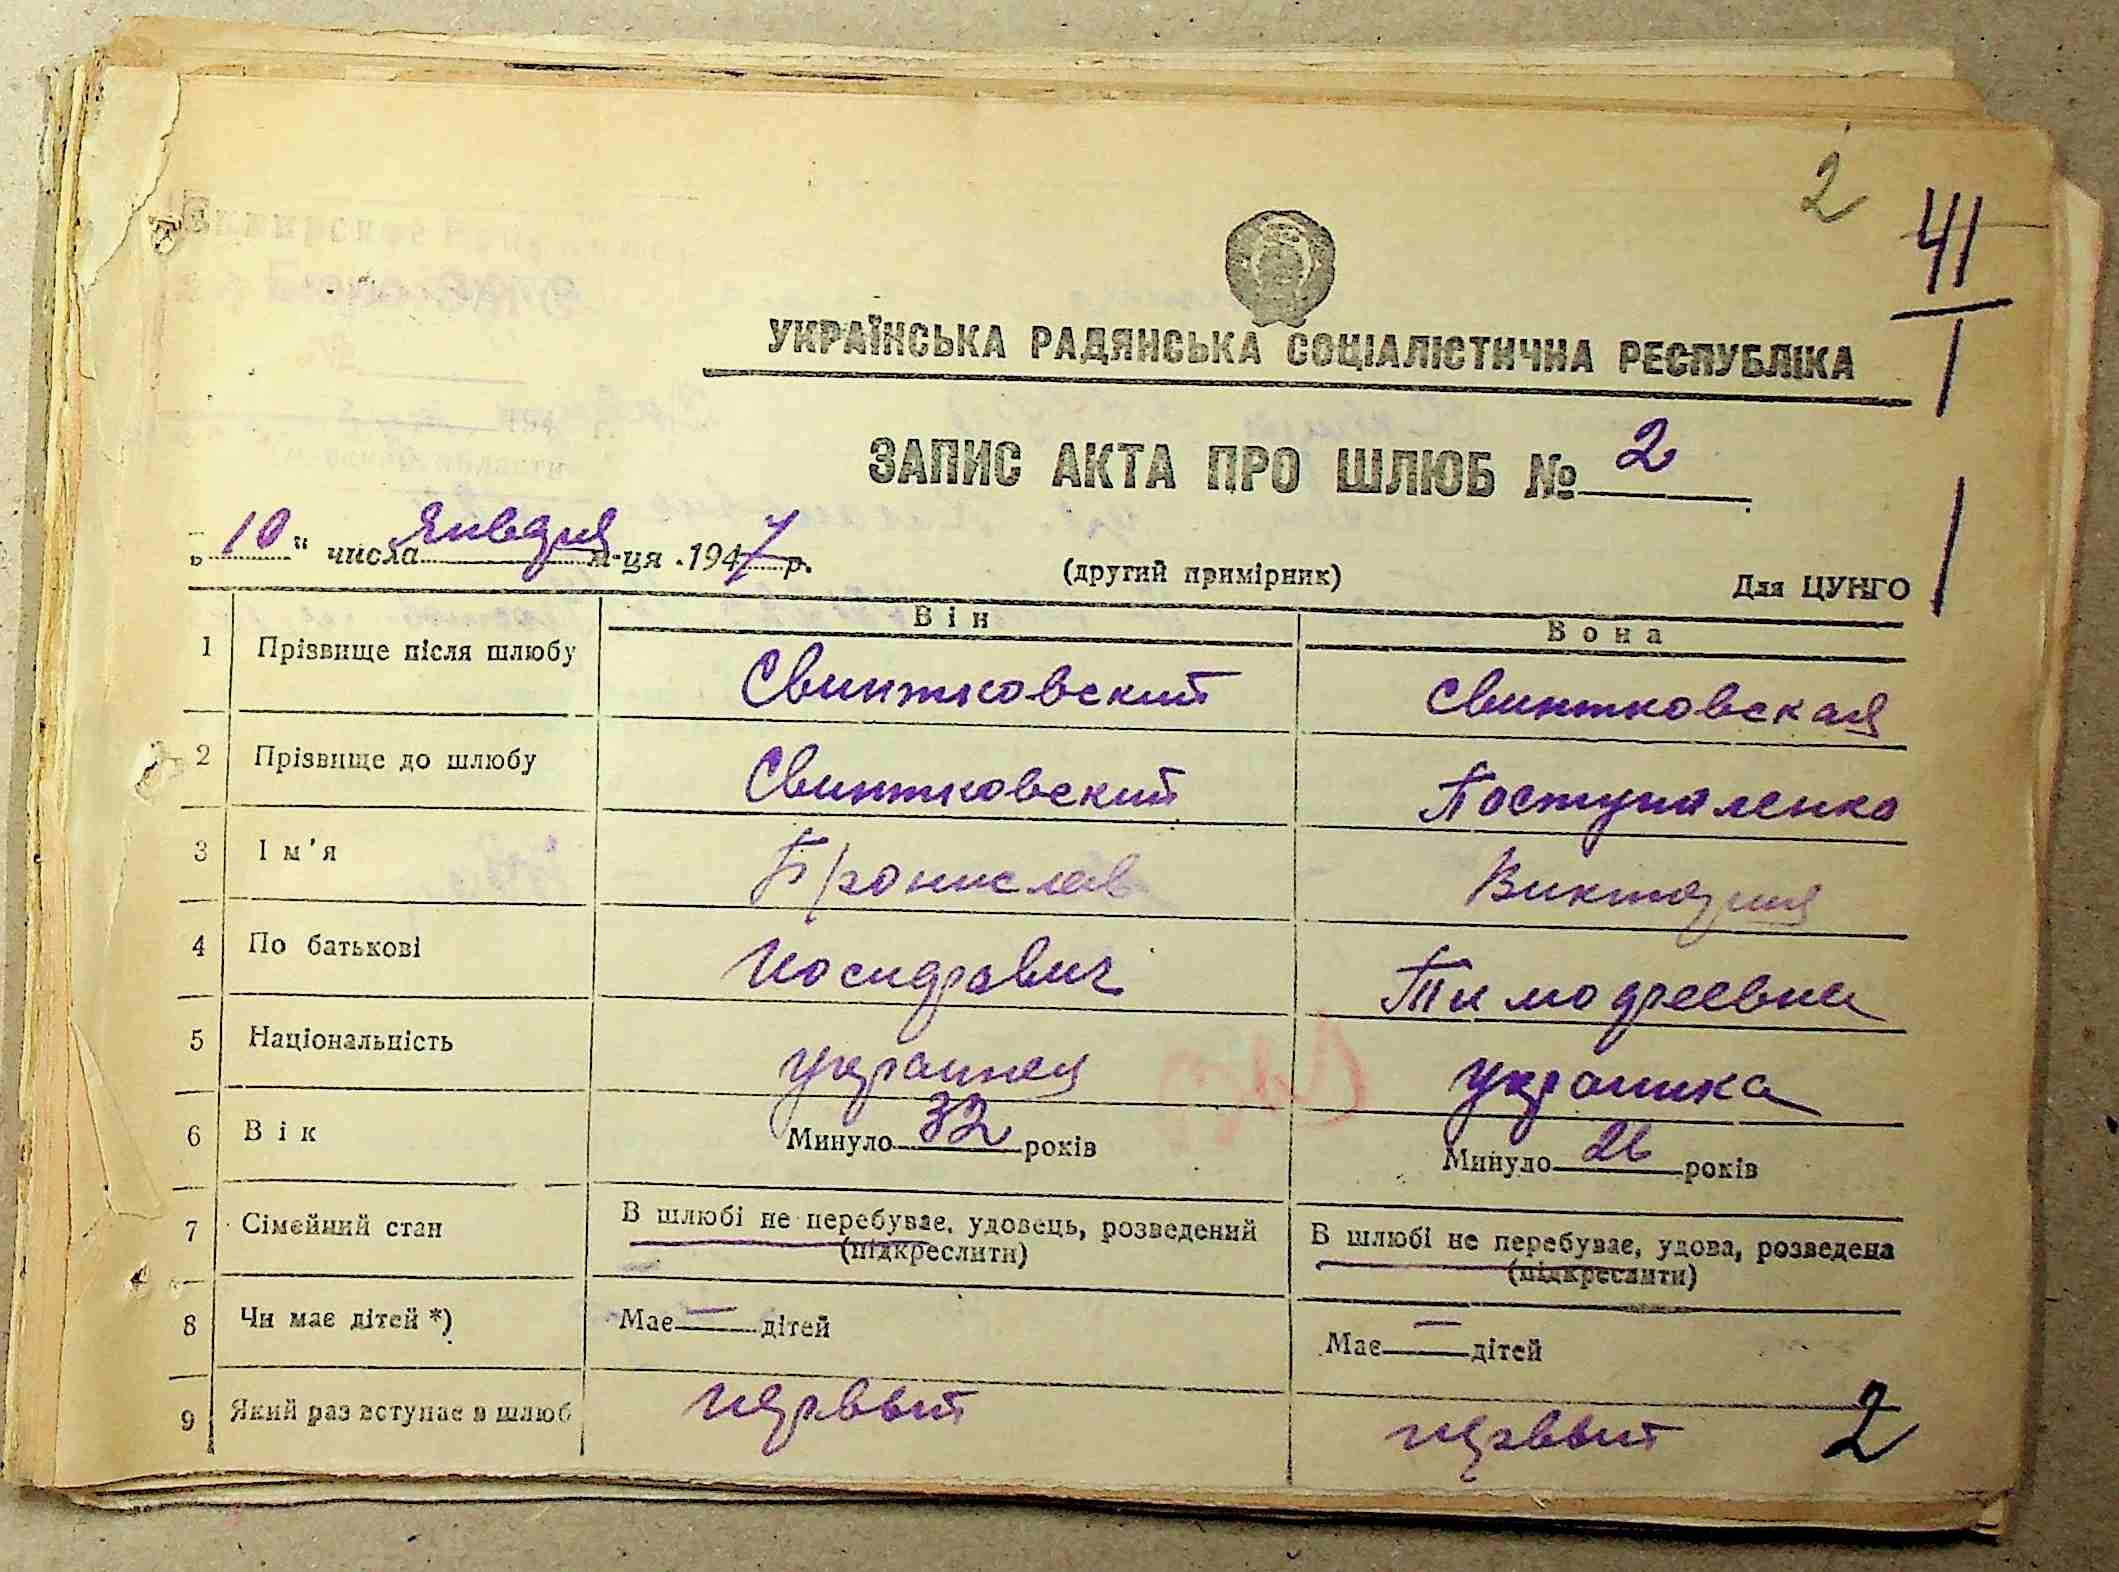 2
41
1
УКРАЇНСЬКА РАДЯНСЬКА СОЦІАЛІСТИЧНА РЕСПУБЛІКА
ЗАПИС АКТА ПРО ШЛЮБ № 2
„10“ числа января м-ця 1947 р.
(другий примірник)
Для ЦУНГО
Він Вона
1 Прізвище після шлюбу Свинтковский Свинтковская
2 Прізвище до шлюбу Свинтковский Поступаленко
3 Ім'я Бронислав Виктория
4 По батькові Иосифович Тимофеевна
5 Національність украинец украинка
6 Вік Минуло 32 років Минуло 26 років
7 Сімейний стан В шлюбі не перебуває, удовець, розведений (підкреслити) В шлюбі не перебуває, удова, розведена (підкреслити)
8 Чи має дітей *) Має — дітей Має — дітей
9 Який раз вступає в шлюб первый первый
2